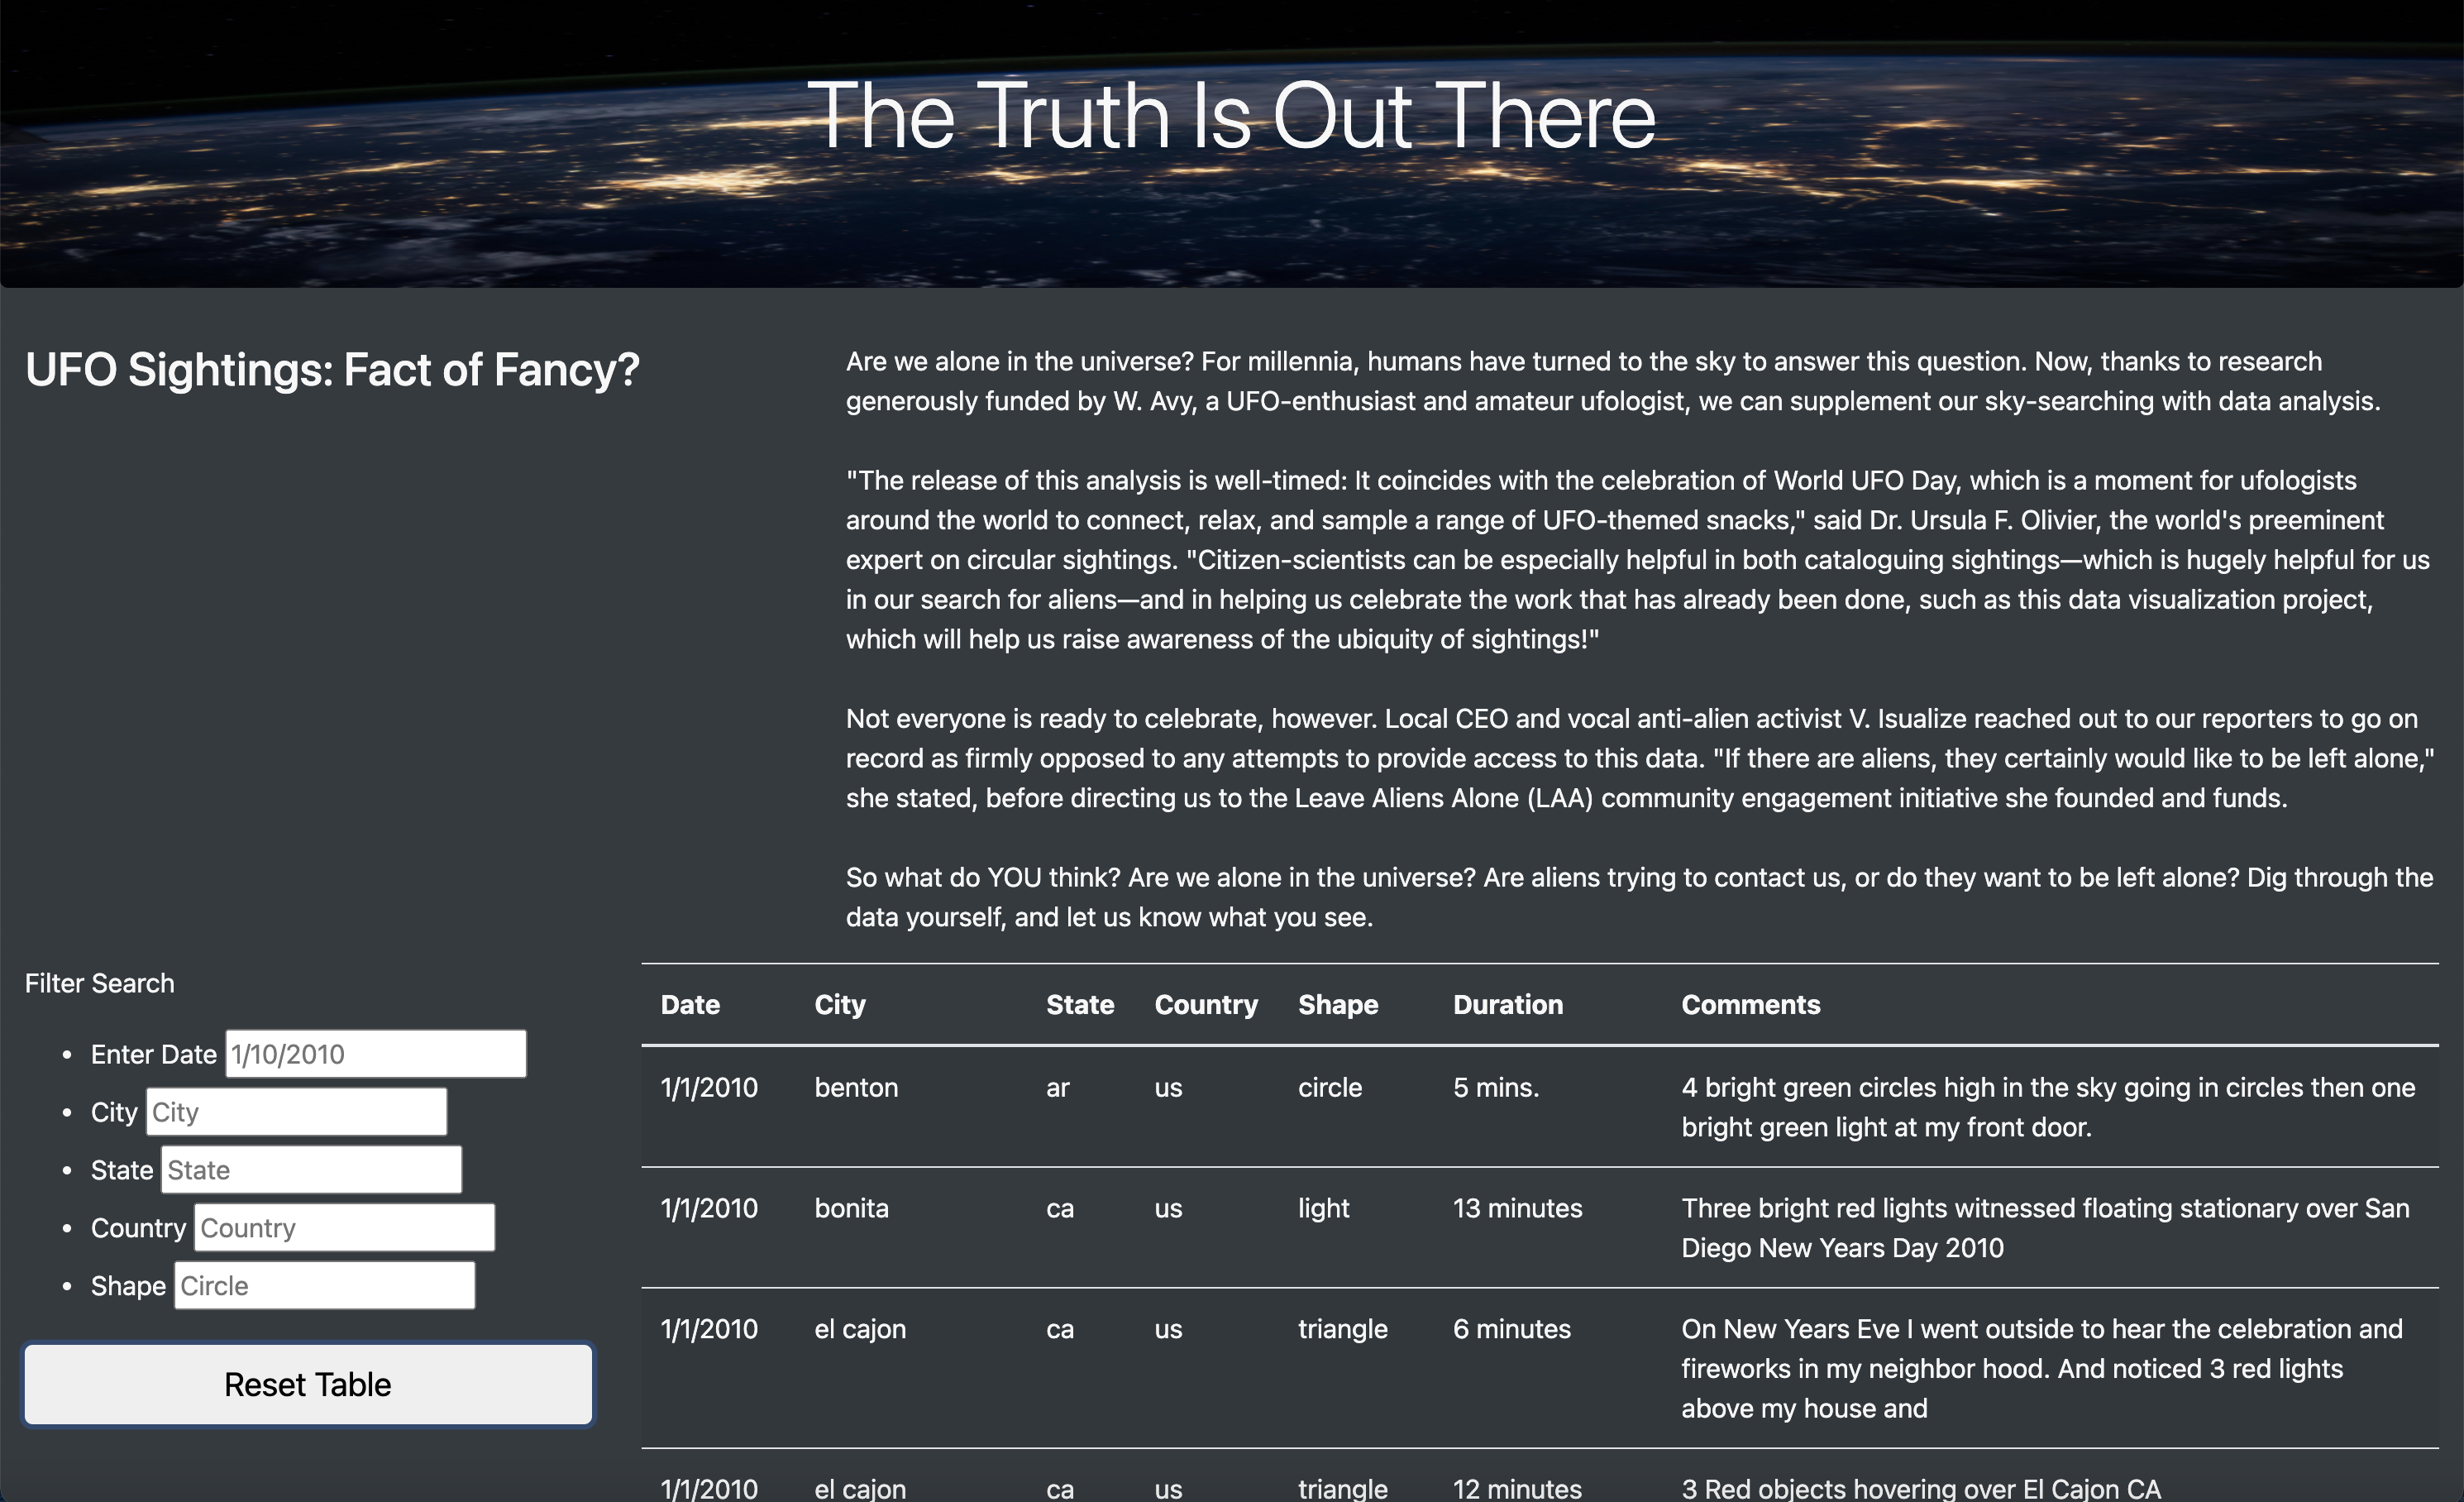 The Truth Is Out There
UFO Sightings: Fact of Fancy?
Are we alone in the universe? For millennia, humans have turned to the sky to answer this question. Now, thanks to research
generously funded by W. Avy, a UFO-enthusiast and amateur ufologist, we can supplement our sky-searching with data analysis.
"The release of this analysis is well-timed: It coincides with the celebration of World UFO Day, which is a moment for ufologists
around the world to connect, relax, and sample a range of UFO-themed snacks," said Dr. Ursula F. Olivier, the world's preeminent
expert on circular sightings. "Citizen-scientists can be especially helpful in both cataloguing sightings—which is hugely helpful for us
in our search for aliens—and in helping us celebrate the work that has already been done, such as this data visualization project,
which will help us raise awareness of the ubiquity of sightings!"
Not everyone is ready to celebrate, however. Local CEO and vocal anti-alien activist V. Isualize reached out to our reporters to go on
record as firmly opposed to any attempts to provide access to this data. "If there are aliens, they certainly would like to be left alone,"
she stated, before directing us to the Leave Aliens Alone (LAA) community engagement initiative she founded and funds.
So what do YOU think? Are we alone in the universe? Are aliens trying to contact us, or do they want to be left alone? Dig through the
data yourself, and let us know what you see.
Filter Search
• Enter Date 1/10/2010
• City City
• State State
• Country Country
• Shape Circle
Reset Table
Date City State Country Shape Duration Comments
1/1/2010 benton ar us circle 5 mins. 4 bright green circles high in the sky going in circles then one
bright green light at my front door.
1/1/2010 bonita ca us light 13 minutes Three bright red lights witnessed floating stationary over San
Diego New Years Day 2010
1/1/2010 el cajon ca us triangle 6 minutes On New Years Eve I went outside to hear the celebration and
fireworks in my neighbor hood. And noticed 3 red lights
above my house and
1/1/2010 el cajon ca us triangle 12 minutes 3 Red objects hovering over El Cajon CA